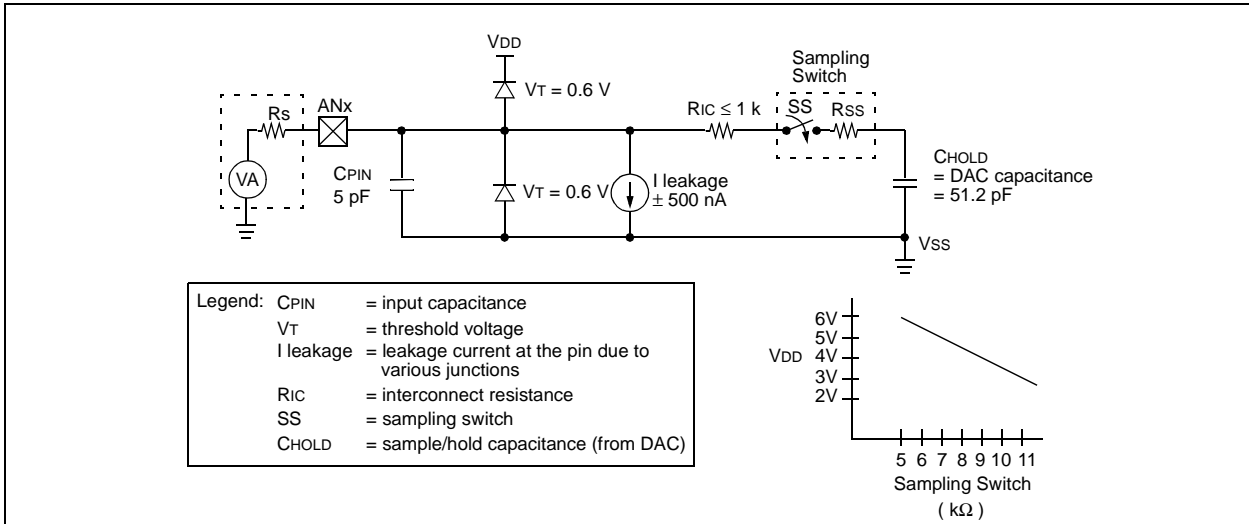 VDD
Sampling
Switch
VT = 0.6 V
RS
ANx
RIC ≤ 1 k
SS
RSS
VA
CPIN
5 pF
VT = 0.6 V
I leakage
± 500 nA
CHOLD
= DAC capacitance
= 51.2 pF
VSS
Legend: CPIN = input capacitance
VT = threshold voltage
I leakage = leakage current at the pin due to
various junctions
RIC = interconnect resistance
SS = sampling switch
CHOLD = sample/hold capacitance (from DAC)
6V
5V
VDD 4V
3V
2V
5 6 7 8 9 10 11
Sampling Switch
( kΩ )